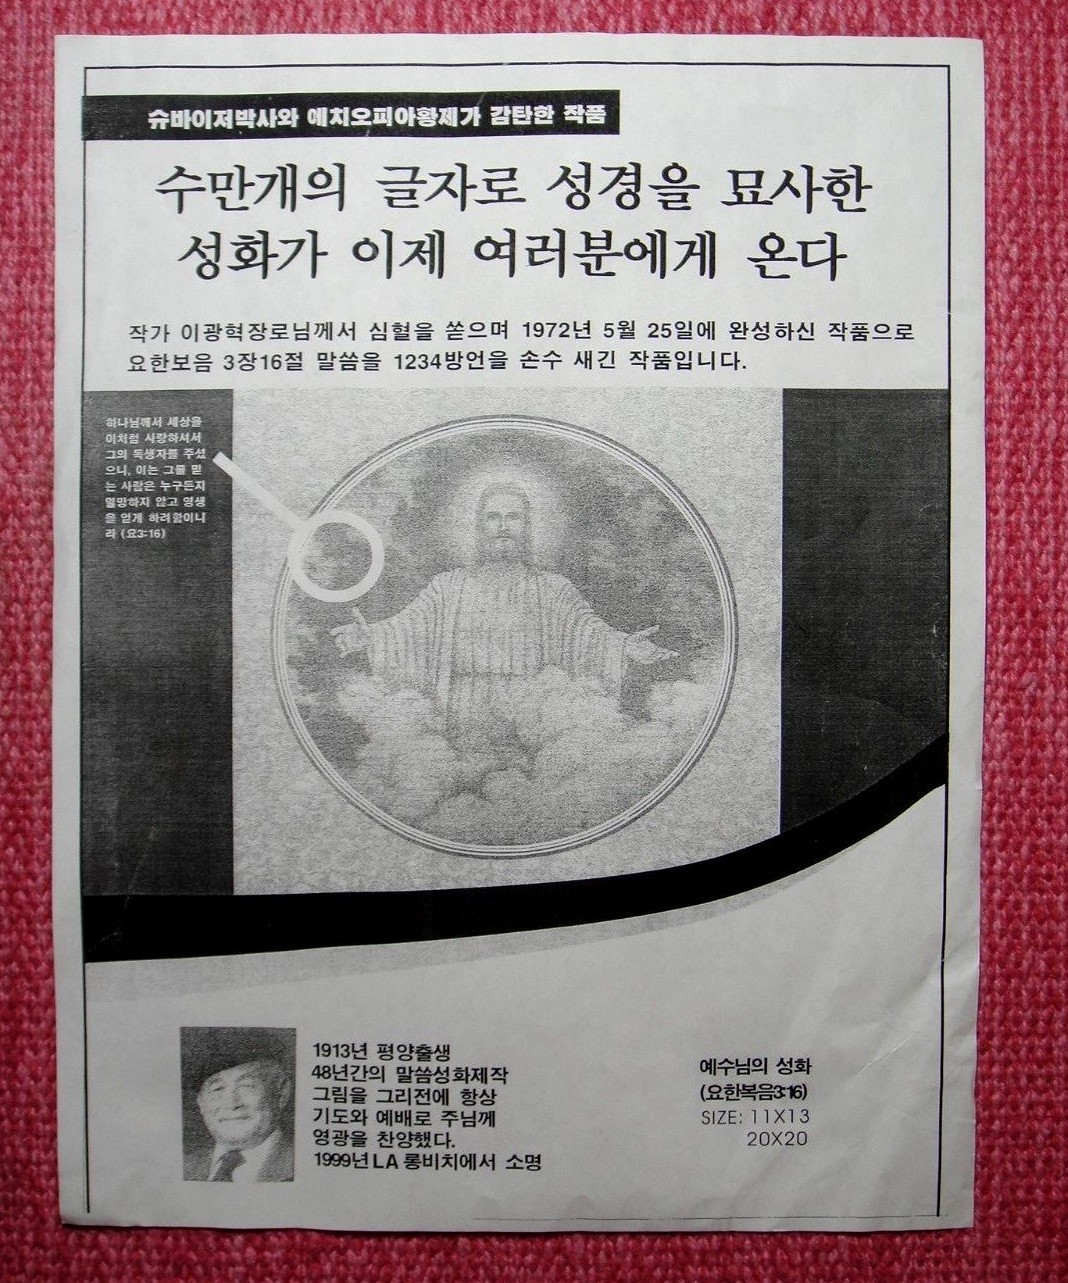 슈바이저박사와 에치오피아황제가 감탄한 작품
수만개의 글자로 성경을 묘사한
성화가 이제 여러분에게 온다
작가 이광혁장로님께서 심혈을 쏟으며 1972년 5월 25일에 완성하신 작품으로
요한보음 3장16절 말씀을 1234방언을 손수 새긴 작품입니다.
하나님께서 세상을
이처럼 사랑하셔서
그의 독생자를 주셨
으니, 이는 그를 믿
는 사람은 누구든지
멸망하지 않고 영생
을 얻게 하려함이니
라 (요3:16)
1913년 평양출생
48년간의 말씀성화제작
그림을 그리전에 항상
기도와 예배로 주님께
영광을 찬양했다.
1999년 LA 롱비치에서 소명
예수님의 성화
(요한복음3:16)
SIZE: 11X13
20X20